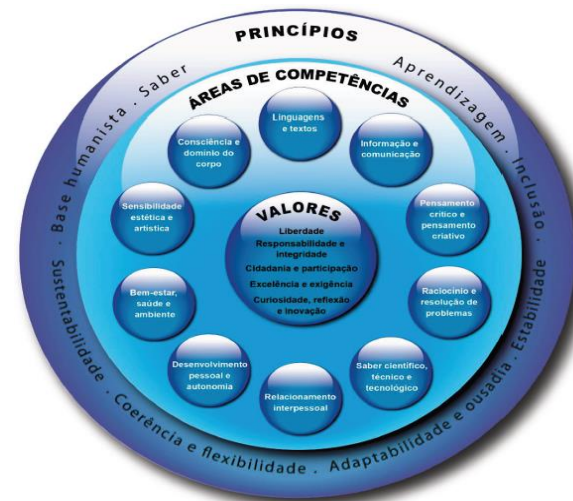 PRINCÍPIOS
Sustentabilidade . Base humanista . Saber
Aprendizagem . Inclusão .
Coerência e flexibilidade . Adaptabilidade e ousadia . Estabilidade
ÁREAS DE COMPETÊNCIAS
Linguagens
e textos
Informação e
comunicação
Pensamento
crítico e
pensamento
criativo
Raciocínio e
resolução de
problemas
Saber científico,
técnico e
tecnológico
Relacionamento
interpessoal
Desenvolvimento
pessoal e
autonomia
Bem-estar,
saúde e
ambiente
Sensibilidade
estética e
artística
Consciência e
domínio do
corpo
VALORES
Liberdade
Responsabilidade e
integridade
Cidadania e participação
Excelência e exigência
Curiosidade, reflexão
e inovação